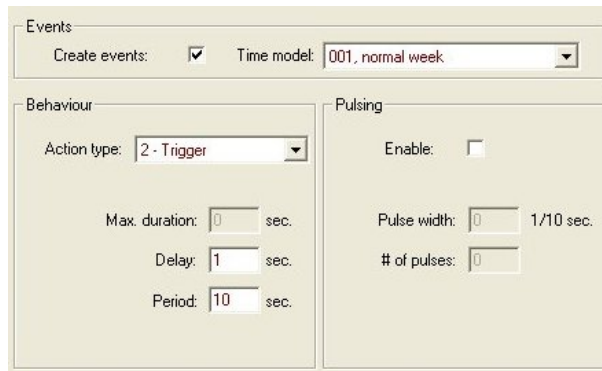 Events
Create events: Time model: 001, normal week
Behaviour
Action type: 2 - Trigger
Max. duration: 0 sec.
Delay: 1 sec.
Period: 10 sec.
Pulsing
Enable:
Pulse width: 0 1/10 sec.
# of pulses: 0